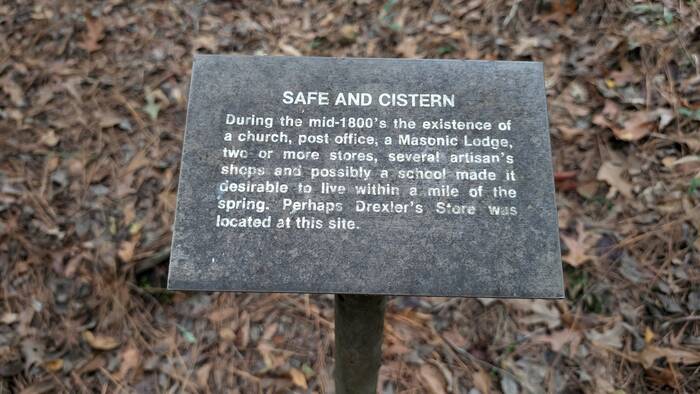 SAFE AND CISTERN
During the mid-1800's the existence of
a church, post office, a Masonic Lodge,
two or more stores, several artisan's
shops and possibly a school made it
desirable to live within a mile of the
spring. Perhaps Drexler's Store was
located at this site.